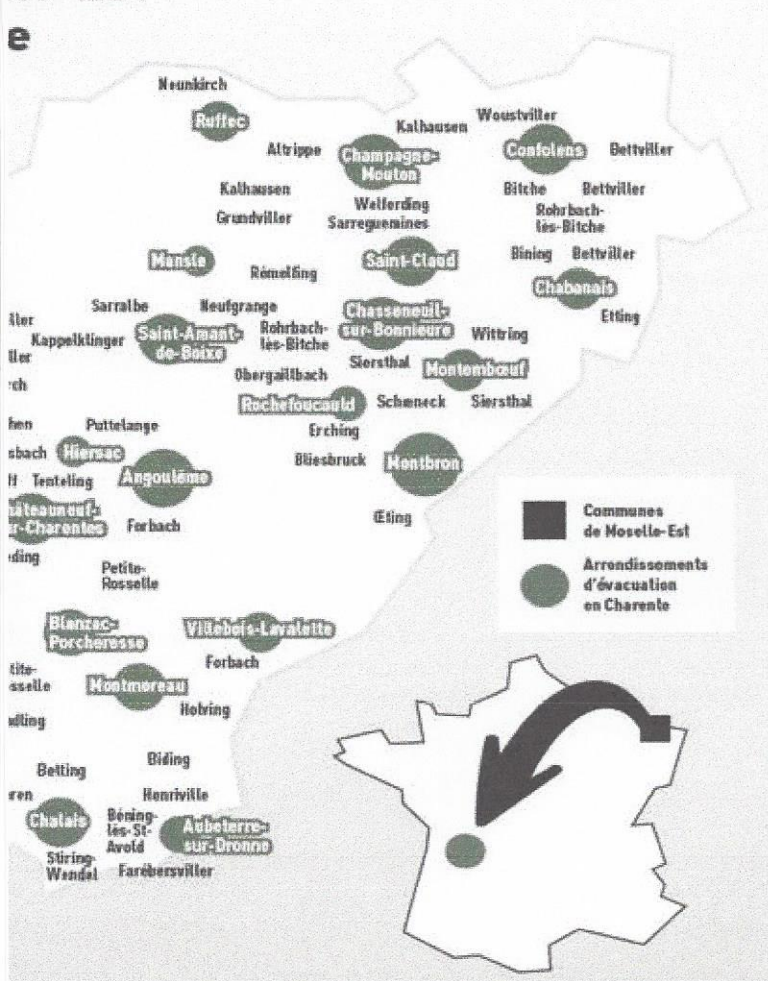 e
Neunkirch
Ruffec
Altrippe
Kalhausen
Champagne-
Mouton
Woustviller
Confolens
Bettviller
Kalhausen
Grundviller
Welferding
Sarreguemines
Bitche
Bettviller
Rohrbach-
lès-Bitche
Mansle
Rémelfing
Saint-Claud
Bining
Bettviller
Chabanais
Etting
Sarralbe
Neufgrange
Kappelklinger
Saint-Amant-
de-Boixe
Rohrbach-
lès-Bitche
Chasseneuil-
sur-Bonnieure
Wittring
Siersthal
Montembœuf
Obergailbach
Rochefoucauld
Schœneck
Siersthal
Erching
Puttelange
Hiersac
Tenteling
Angoulême
Bliesbruck
Montbron
Œting
âteauneuf-
r-Charentes
Forbach
Petite-
Rosselle
Communes
de Moselle-Est
Arrondissements
d'évacuation
en Charente
Blanzac-
Porcheresse
Villebois-Lavalette
Forbach
Montmoreau
Holving
Betting
Biding
Henriville
Chalais
Béning-
lès-St-
Avold
Aubeterre-
sur-Dronne
Stiring-
Wendel
Farébersviller